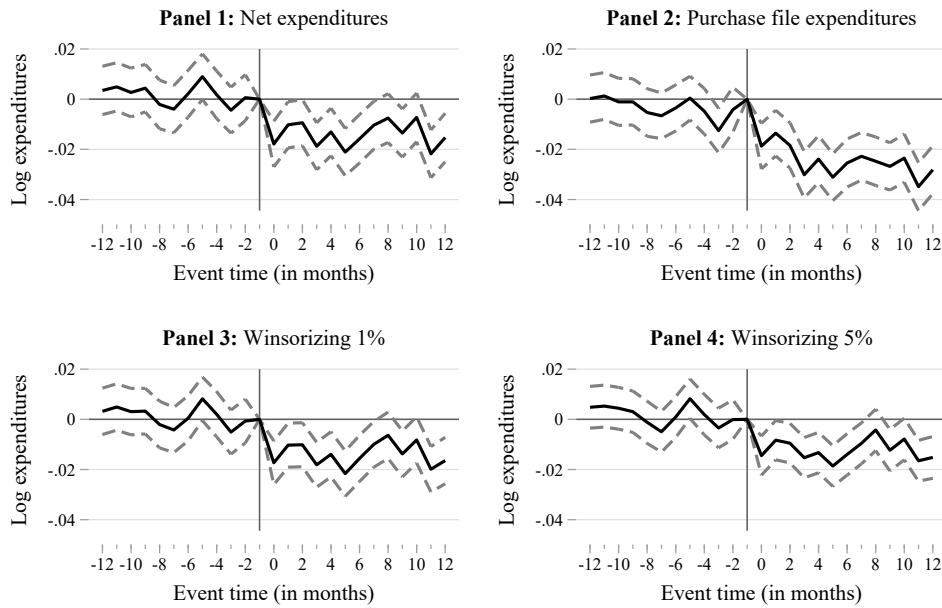 Panel 1: Net expenditures
Log expenditures
.02
0
-.02
-.04
-12 -10 -8 -6 -4 -2 0 2 4 6 8 10 12
Event time (in months)
Panel 2: Purchase file expenditures
Log expenditures
.02
0
-.02
-.04
-12 -10 -8 -6 -4 -2 0 2 4 6 8 10 12
Event time (in months)
Panel 3: Winsorizing 1%
Log expenditures
.02
0
-.02
-.04
-12 -10 -8 -6 -4 -2 0 2 4 6 8 10 12
Event time (in months)
Panel 4: Winsorizing 5%
Log expenditures
.02
0
-.02
-.04
-12 -10 -8 -6 -4 -2 0 2 4 6 8 10 12
Event time (in months)